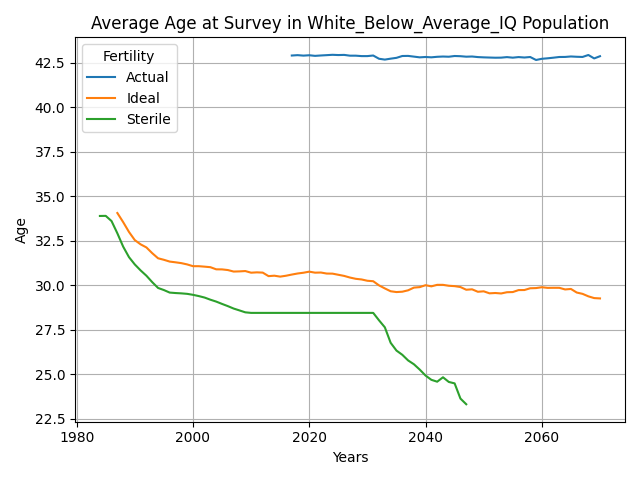 Average Age at Survey in White_Below_Average_IQ Population
Fertility
Actual
Ideal
Sterile
Age
42.5
40.0
37.5
35.0
32.5
30.0
27.5
25.0
22.5
1980
2000
2020
2040
2060
Years